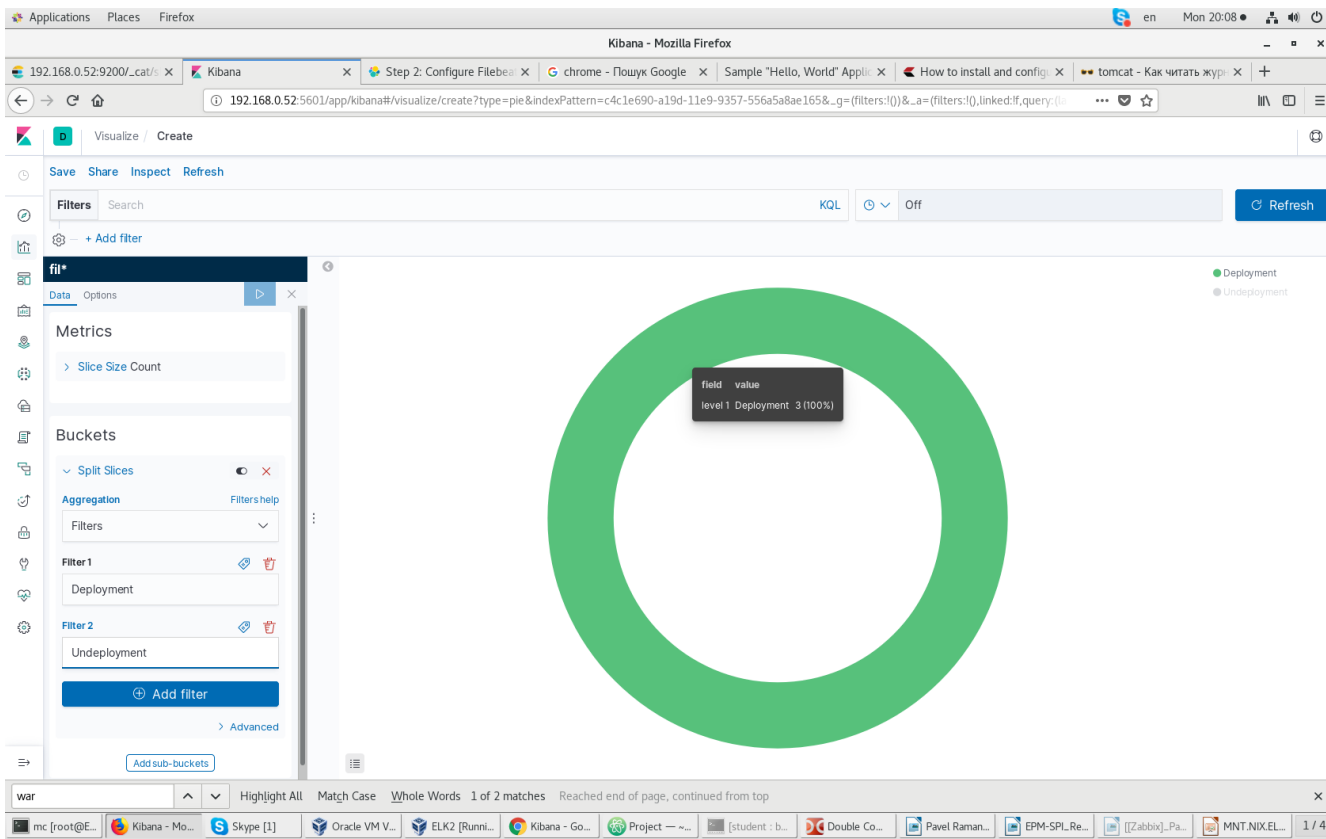 Applications Places Firefox en Mon 20:08
Kibana - Mozilla Firefox
192.168.0.52:9200/_cat/s Kibana Step 2: Configure Filebeat chrome - Пошук Google Sample "Hello, World" Applic How to install and configu tomcat - Как читать журн
192.168.0.52:5601/app/kibana#/visualize/create?type=pie&indexPattern=c4c1e690-a19d-11e9-9357-556a5a8ae165&_g=(filters:!())&_a=(filters:!(),linked:!f,query:(la
D Visualize / Create
Save Share Inspect Refresh
Filters Search KQL Off Refresh
+ Add filter
fil*
Data Options
Deployment
Undeployment
Metrics
Slice Size Count
field value
level 1 Deployment 3 (100%)
Buckets
Split Slices
Aggregation Filters help
Filters
Filter 1
Deployment
Filter 2
Undeployment
Add filter
Advanced
Add sub-buckets
war Highlight All Match Case Whole Words 1 of 2 matches Reached end of page, continued from top
mc [root@E... Kibana - Mo... Skype [1] Oracle VM V... ELK2 [Runni... Kibana - Go... Project — ~... [student : b... Double Co... Pavel Raman... EPM-SPI_Re... [[Zabbix]_Pa... MNT.NIX.EL... 1 / 4